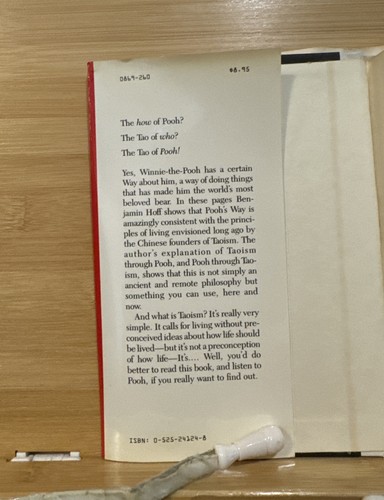 0869-260
$8.95
The how of Pooh?
The Tao of who?
The Tao of Pooh!
Yes, Winnie-the-Pooh has a certain
Way about him, a way of doing things
that has made him the world's most
beloved bear. In these pages Ben-
jamin Hoff shows that Pooh's Way is
amazingly consistent with the princi-
ples of living envisioned long ago by
the Chinese founders of Taoism. The
author's explanation of Taoism
through Pooh, and Pooh through Tao-
ism, shows that this is not simply an
ancient and remote philosophy but
something you can use, here and
now.
And what is Taoism? It's really very
simple. It calls for living without pre-
conceived ideas about how life should
be lived—but it's not a preconception
of how life—It's.... Well, you'd do
better to read this book, and listen to
Pooh, if you really want to find out.
ISBN: 0-525-24124-8